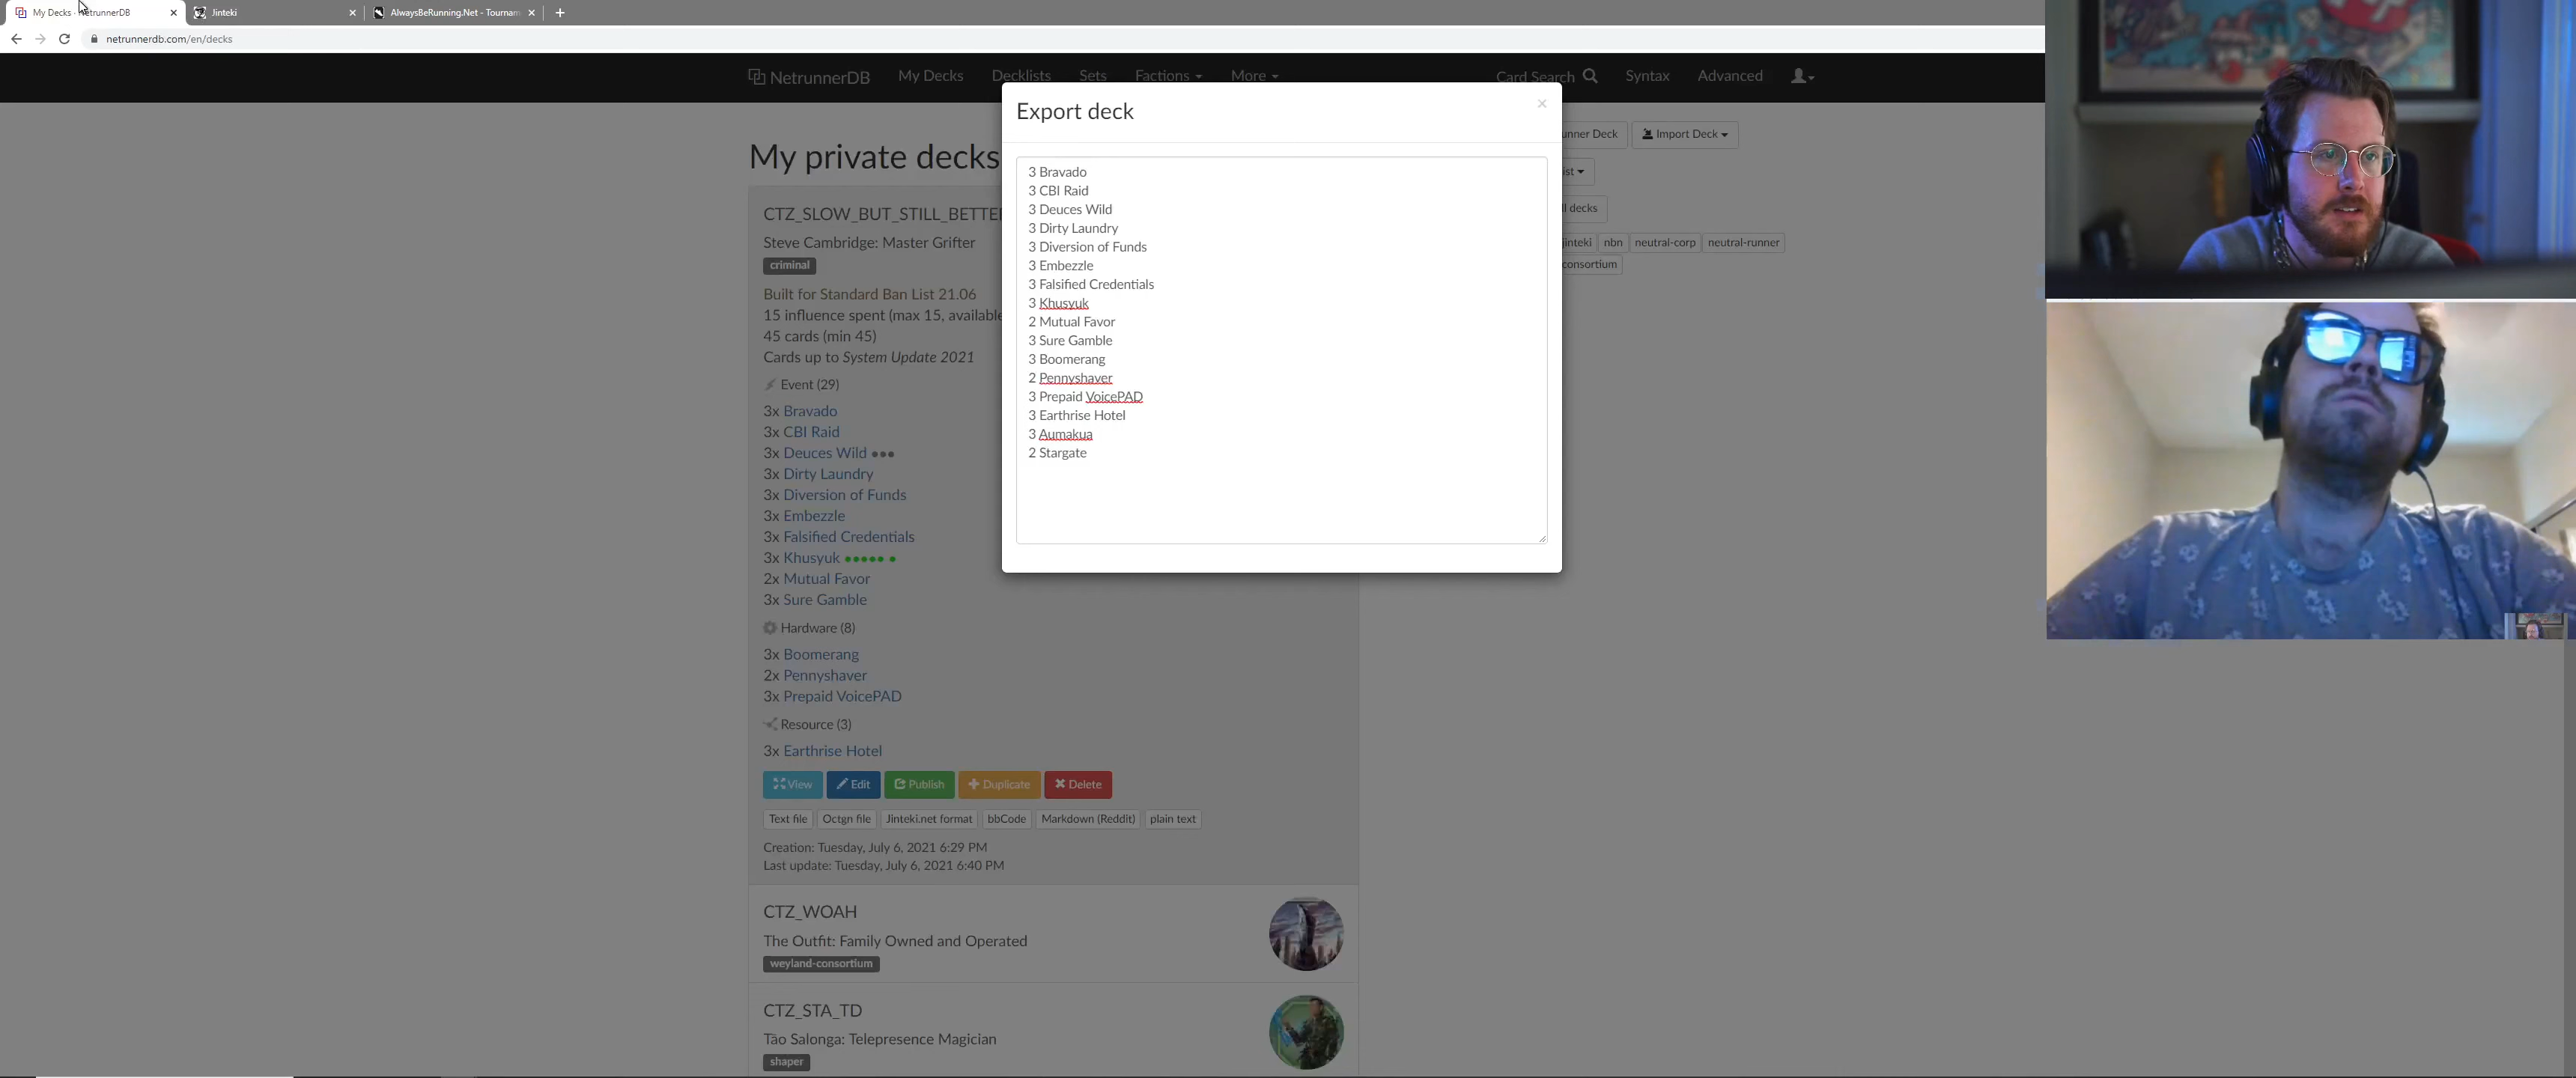 My Decks - NetrunnerDB
Jinteki
AlwaysBeRunning.Net - Tournam
netrunnerdb.com/en/decks
NetrunnerDB
My Decks
Decklists
Sets
Factions
More
Card Search
Syntax
Advanced
Export deck
×
3 Bravado
3 CBI Raid
3 Deuces Wild
3 Dirty Laundry
3 Diversion of Funds
3 Embezzle
3 Falsified Credentials
3 Khusyuk
2 Mutual Favor
3 Sure Gamble
3 Boomerang
2 Pennyshaver
3 Prepaid VoicePAD
3 Earthrise Hotel
3 Aumakua
2 Stargate
My private decks
CTZ_SLOW_BUT_STILL_BETTE
Steve Cambridge: Master Grifter
criminal
Built for Standard Ban List 21.06
15 influence spent (max 15, available
45 cards (min 45)
Cards up to System Update 2021
Event (29)
3x Bravado
3x CBI Raid
3x Deuces Wild
3x Dirty Laundry
3x Diversion of Funds
3x Embezzle
3x Falsified Credentials
3x Khusyuk
2x Mutual Favor
3x Sure Gamble
Hardware (8)
3x Boomerang
2x Pennyshaver
3x Prepaid VoicePAD
Resource (3)
3x Earthrise Hotel
View
Edit
Publish
Duplicate
Delete
Text file
Octgn file
Jinteki.net format
bbCode
Markdown (Reddit)
plain text
Creation: Tuesday, July 6, 2021 6:29 PM
Last update: Tuesday, July 6, 2021 6:40 PM
CTZ_WOAH
The Outfit: Family Owned and Operated
weyland-consortium
CTZ_STA_TD
Tāo Salonga: Telepresence Magician
shaper
unner Deck
Import Deck
ist
ll decks
jinteki
nbn
neutral-corp
neutral-runner
consortium